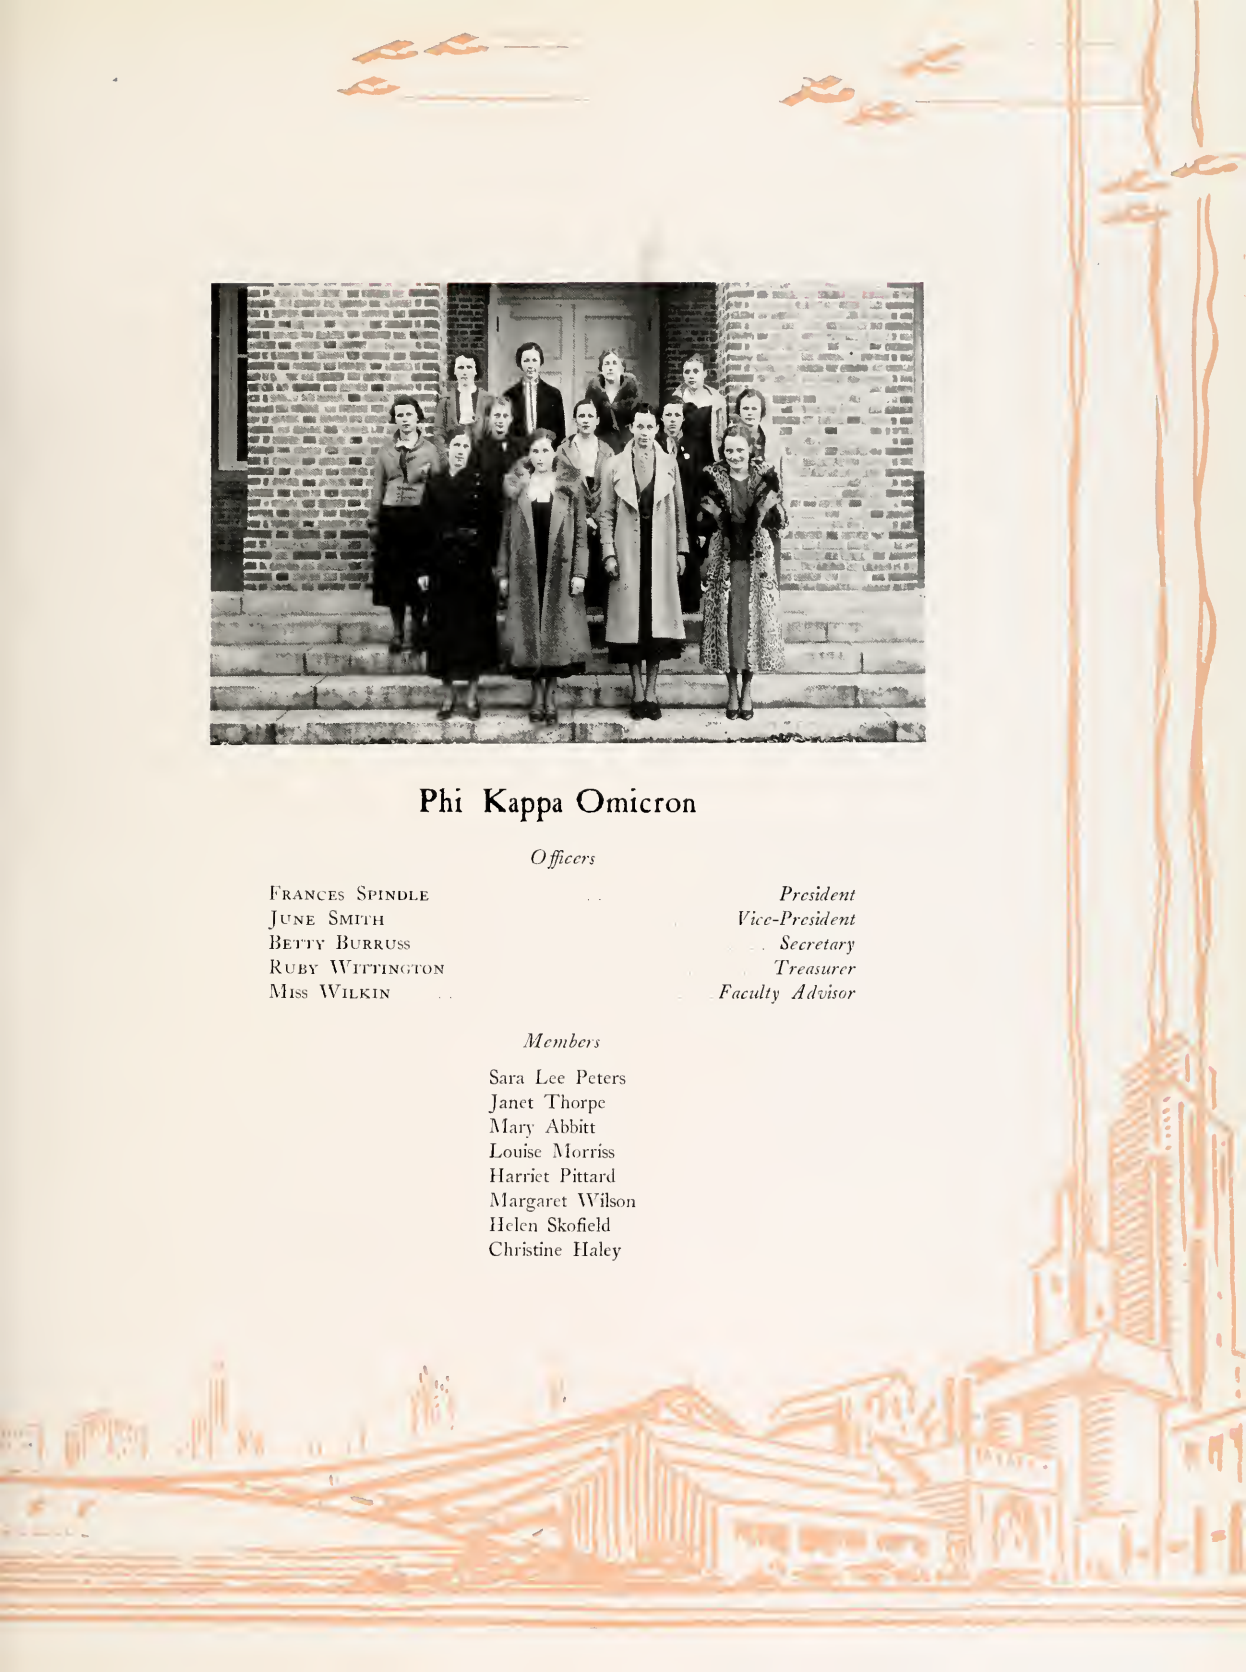 Phi Kappa Omicron
Officers
Frances Spindle . . President
June Smith Vice-President
Betty Burruss . . Secretary
Ruby Wittington Treasurer
Miss Wilkin . . . Faculty Advisor
Members
Sara Lee Peters
Janet Thorpe
Mary Abbitt
Louise Morriss
Harriet Pittard
Margaret Wilson
Helen Skofield
Christine Haley